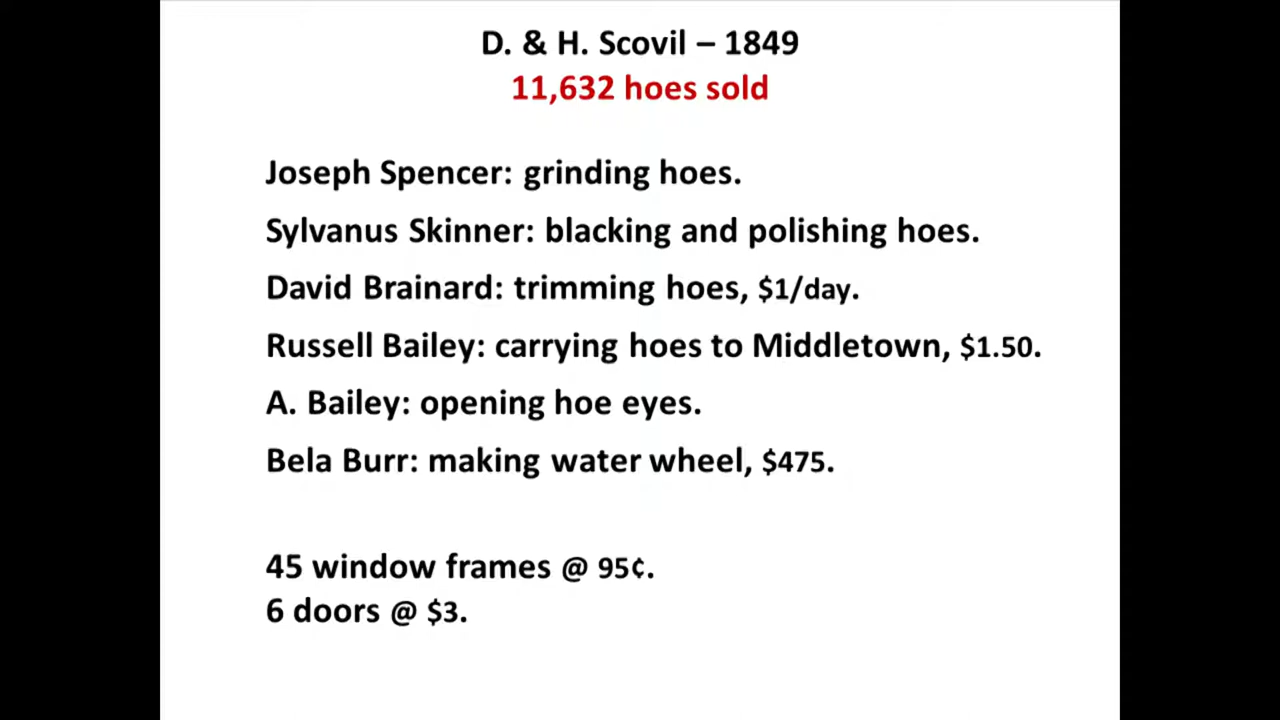 D. & H. Scovil – 1849
11,632 hoes sold
Joseph Spencer: grinding hoes.
Sylvanus Skinner: blacking and polishing hoes.
David Brainard: trimming hoes, $1/day.
Russell Bailey: carrying hoes to Middletown, $1.50.
A. Bailey: opening hoe eyes.
Bela Burr: making water wheel, $475.
45 window frames @ 95¢.
6 doors @ $3.